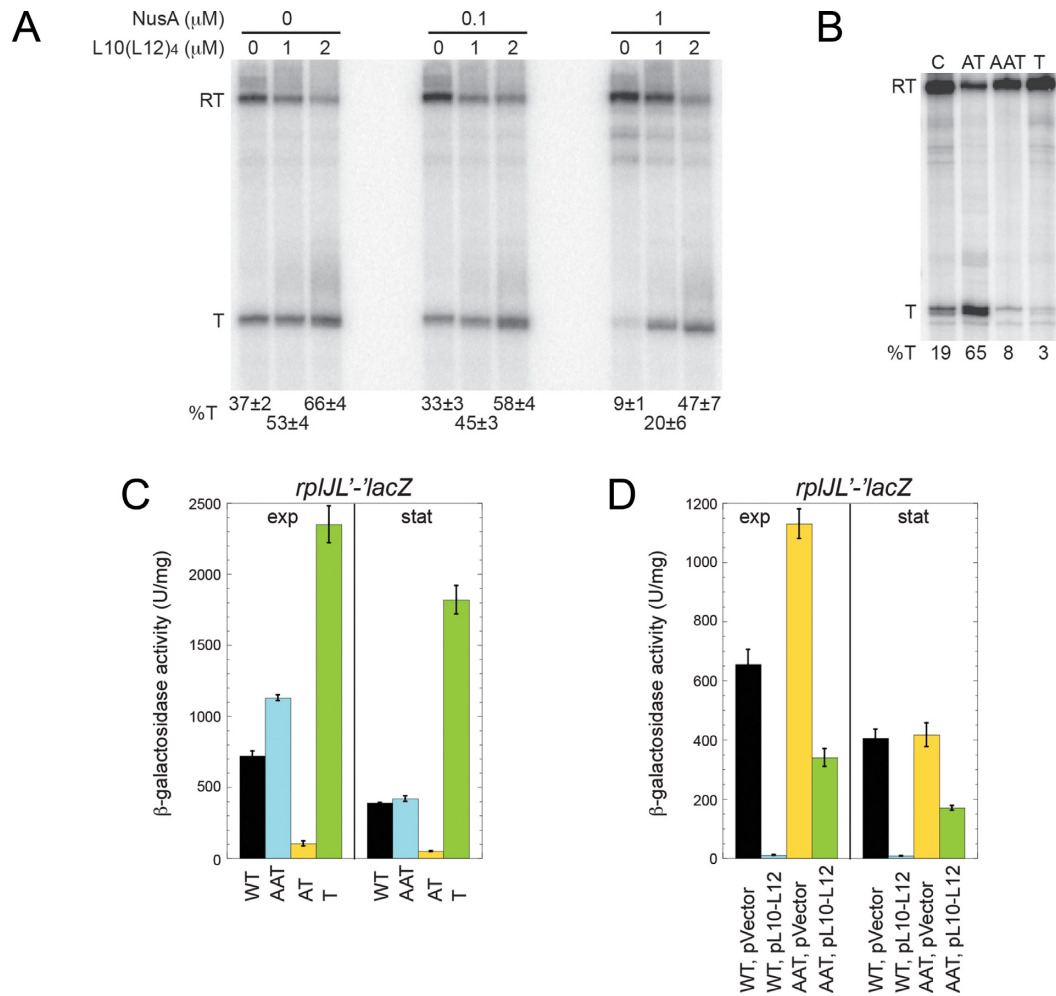 A
NusA (μM) 0 0.1 1
L10(L12)4 (μM) 0 1 2 0 1 2 0 1 2
RT
T
%T
37±2 66±4 33±3 58±4 9±1 47±7
53±4 45±3 20±6
B
C AT AAT T
RT
T
%T 19 65 8 3
C
rplJL'-'lacZ
exp stat
β-galactosidase activity (U/mg)
2500
2000
1500
1000
500
0
WT
AAT
AT
T
WT
AAT
AT
T
D
rplJL'-'lacZ
exp stat
β-galactosidase activity (U/mg)
1200
1000
800
600
400
200
0
WT, pVector
WT, pL10-L12
AAT, pVector
AAT, pL10-L12
WT, pVector
WT, pL10-L12
AAT, pVector
AAT, pL10-L12